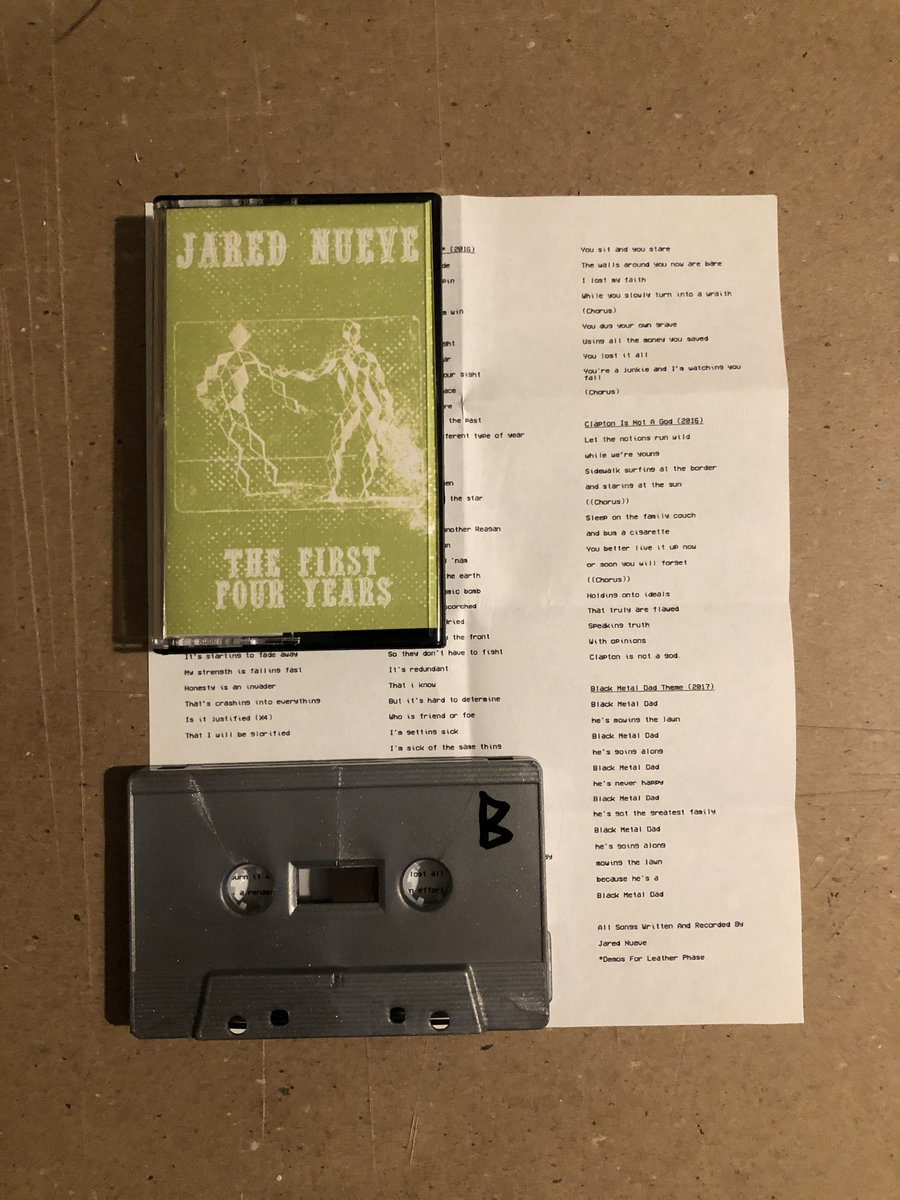 JARED NUEVE
THE FIRST
FOUR YEARS
It's starting to fade away
My strength is falling fast
Honesty is an invader
That's crashing into everything
Is it justified (X4)
That I will be glorified
* (2016)
win
sight
the past
type of year
the star
another Reagan
'nam
the earth
bomb
scorched
the front
So they don't have to fight
It's redundant
That i know
But it's hard to determine
Who is friend or foe
I'm getting sick
I'm sick of the same thing
You sit and you stare
The walls around you now are bare
I lost my faith
While you slowly turn into a wraith
(Chorus)
You dug your own grave
Using all the money you saved
You lost it all
You're a junkie and I'm watching you
fall
(Chorus)
Clapton Is Not A God (2016)
Let the notions run wild
while we're young
Sidewalk surfing at the border
and staring at the sun
((Chorus))
Sleep on the family couch
and bum a cigarette
You better live it up now
or soon you will forget
((Chorus))
Holding onto ideals
That truly are flawed
Speaking truth
With opinions
Clapton is not a god.
Black Metal Dad Theme (2017)
Black Metal Dad
he's mowing the lawn
Black Metal Dad
he's going along
Black Metal Dad
he's never happy
Black Metal Dad
he's got the greatest family
Black Metal Dad
he's going along
mowing the lawn
because he's a
Black Metal Dad
All Songs Written And Recorded By
Jared Nueve
*Demos For Leather Phase
B
lost all
effort